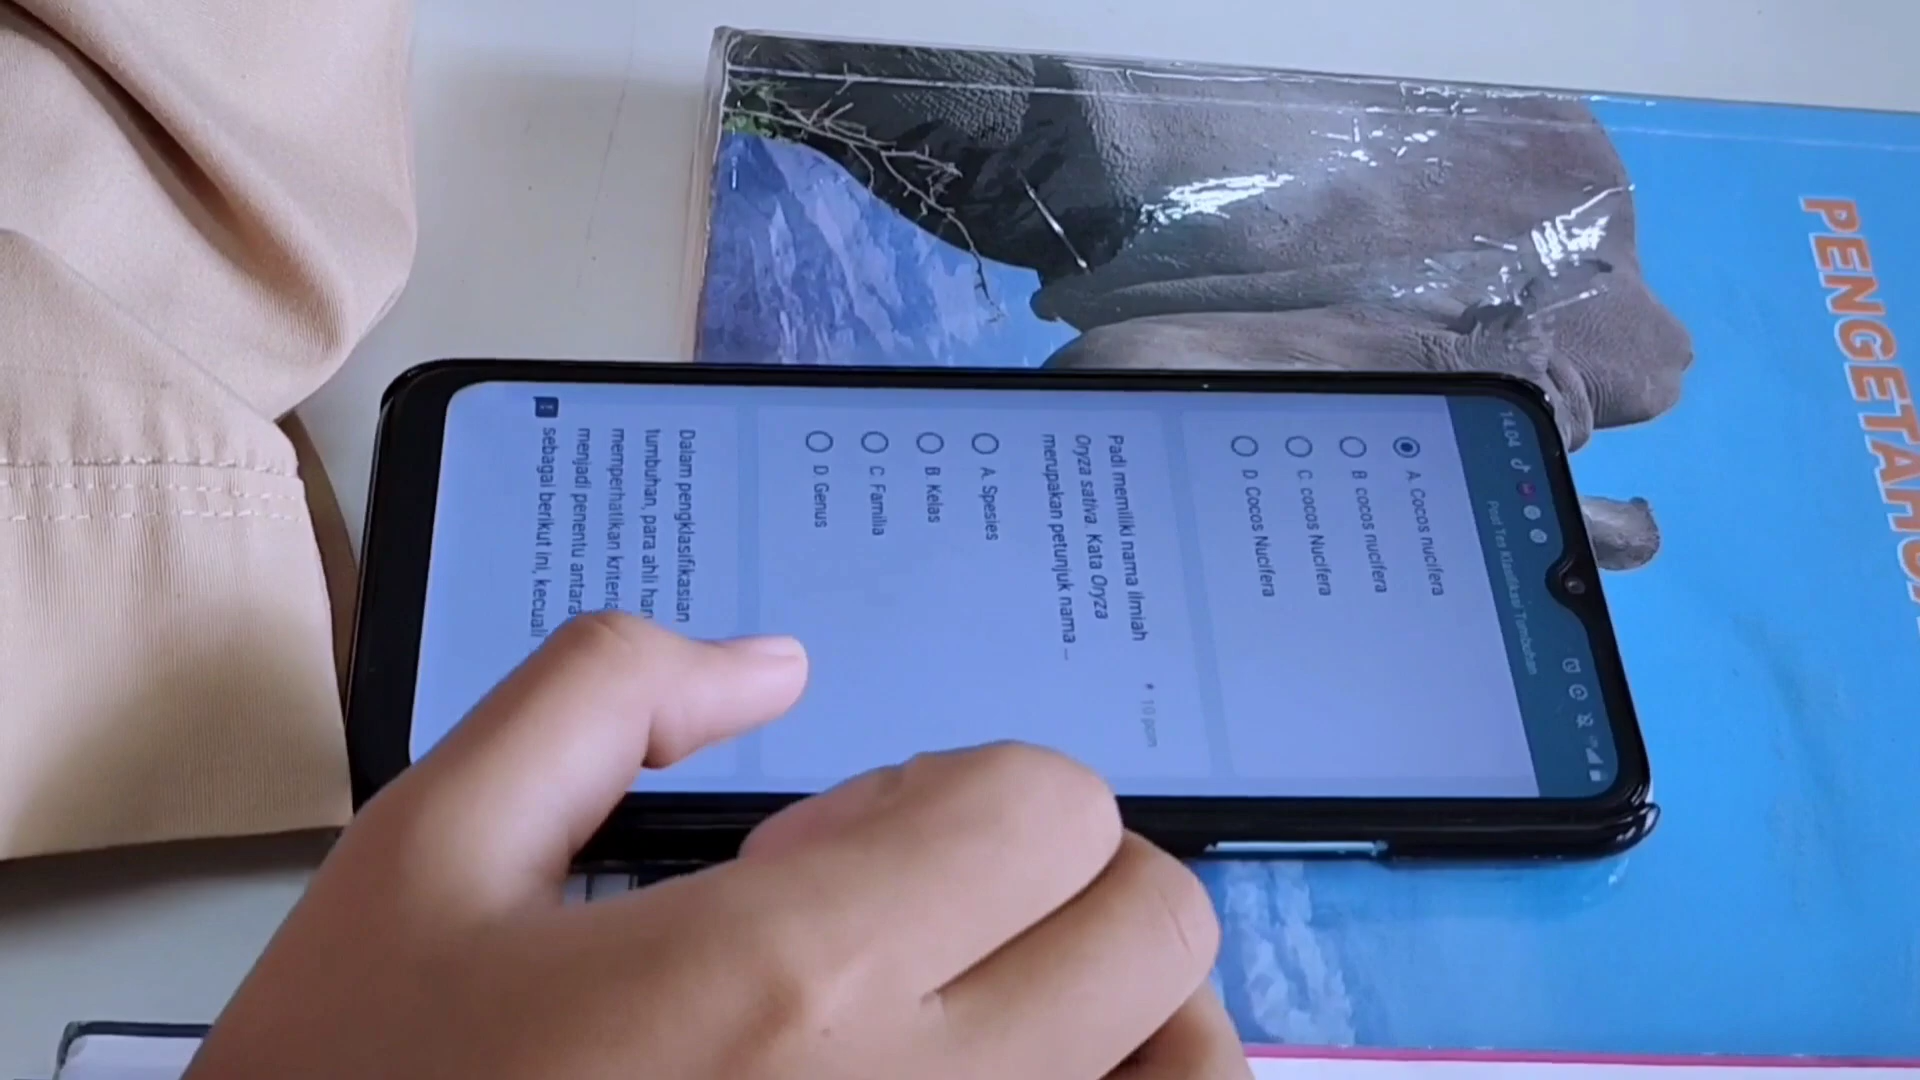 14.04
Post Tes Klasifikasi Tumbuhan
A. Cocos nucifera
B cocos nucifera
C. cocos Nucifera
D Cocos Nucifera
10 poin
Padi memiliki nama ilmiah
Oryza sativa. Kata Oryza
merupakan petunjuk nama ...
A. Spesies
B Kelas
C Familia
D Genus
Dalam pengklasifikasian
tumbuhan, para ahli har
memperhatikan kriteria
menjadi penentu antara
sebagai berikut ini, kecuali
PENGETAHU